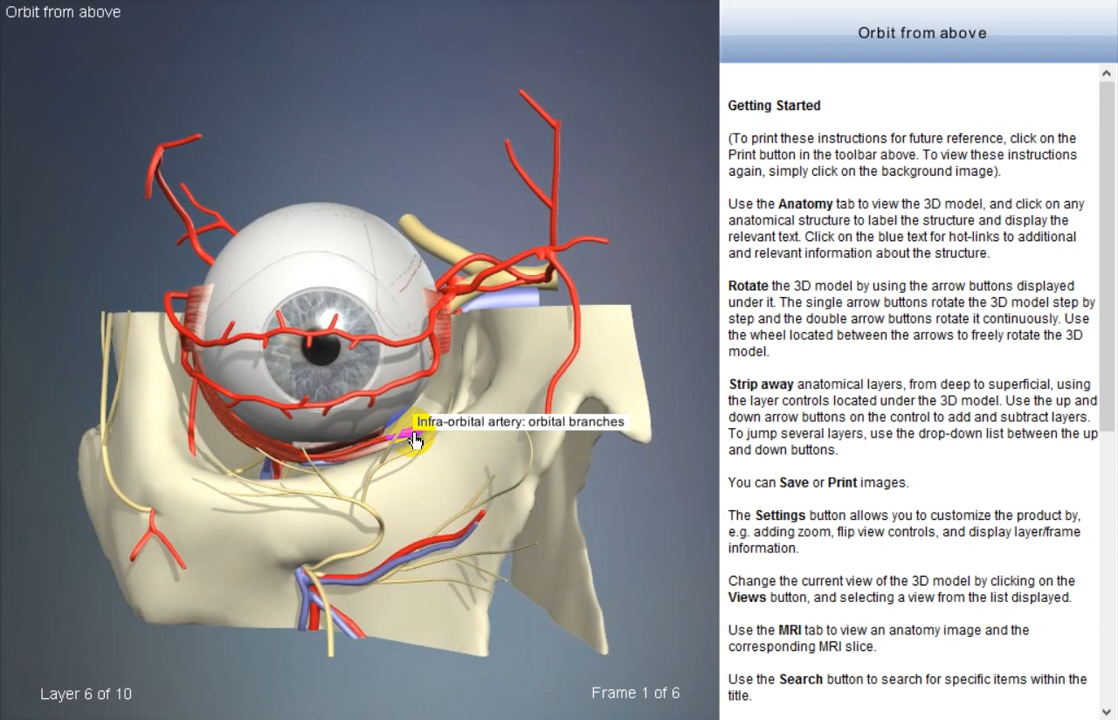 Orbit from above
Infra-orbital artery: orbital branches
Layer 6 of 10
Frame 1 of 6
Orbit from above
Getting Started
(To print these instructions for future reference, click on the
Print button in the toolbar above. To view these instructions
again, simply click on the background image).
Use the Anatomy tab to view the 3D model, and click on any
anatomical structure to label the structure and display the
relevant text. Click on the blue text for hot-links to additional
and relevant information about the structure.
Rotate the 3D model by using the arrow buttons displayed
under it. The single arrow buttons rotate the 3D model step by
step and the double arrow buttons rotate it continuously. Use
the wheel located between the arrows to freely rotate the 3D
model.
Strip away anatomical layers, from deep to superficial, using
the layer controls located under the 3D model. Use the up and
down arrow buttons on the control to add and subtract layers.
To jump several layers, use the drop-down list between the up
and down buttons.
You can Save or Print images.
The Settings button allows you to customize the product by,
e.g. adding zoom, flip view controls, and display layer/frame
information.
Change the current view of the 3D model by clicking on the
Views button, and selecting a view from the list displayed.
Use the MRI tab to view an anatomy image and the
corresponding MRI slice.
Use the Search button to search for specific items within the
title.